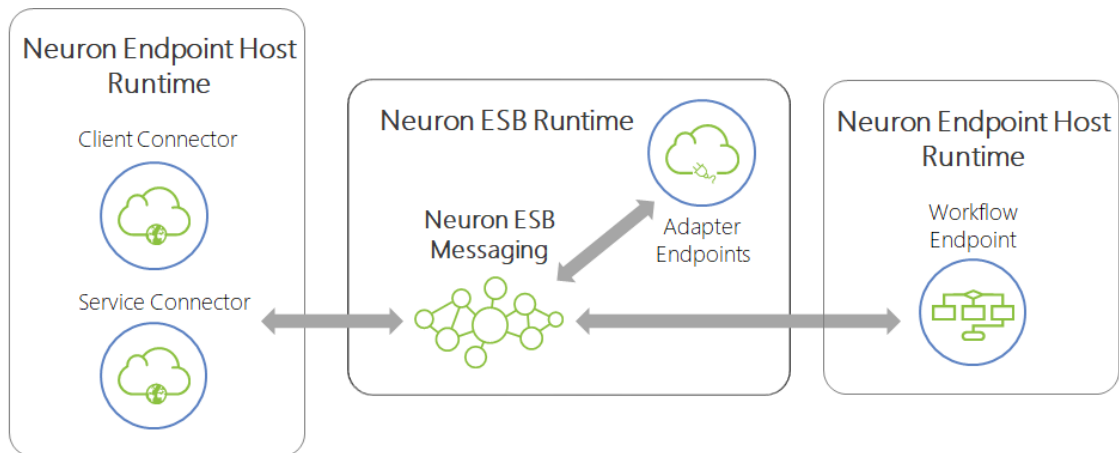 Neuron Endpoint Host
Runtime
Client Connector
Service Connector
Neuron ESB Runtime
Neuron ESB
Messaging
Adapter
Endpoints
Neuron Endpoint Host
Runtime
Workflow
Endpoint